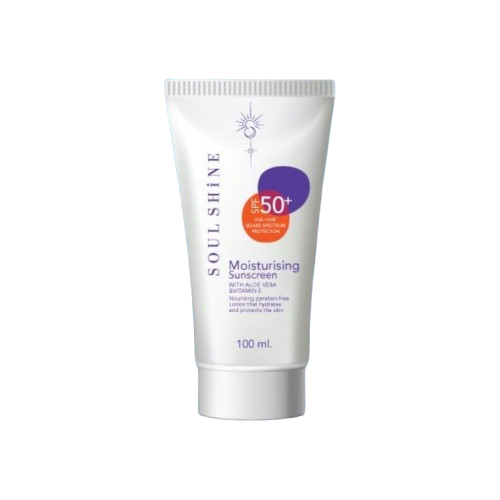 SOUL SHiNE
SPF 50+
UVA + UVB
BOARD SPECTRUM
PROTECTION
Moisturising
Sunscreen
WITH ALOE VERA
&VITAMIN E
Nourising paraben free
Lotion that hydrates
and protects the skin
100 ml.